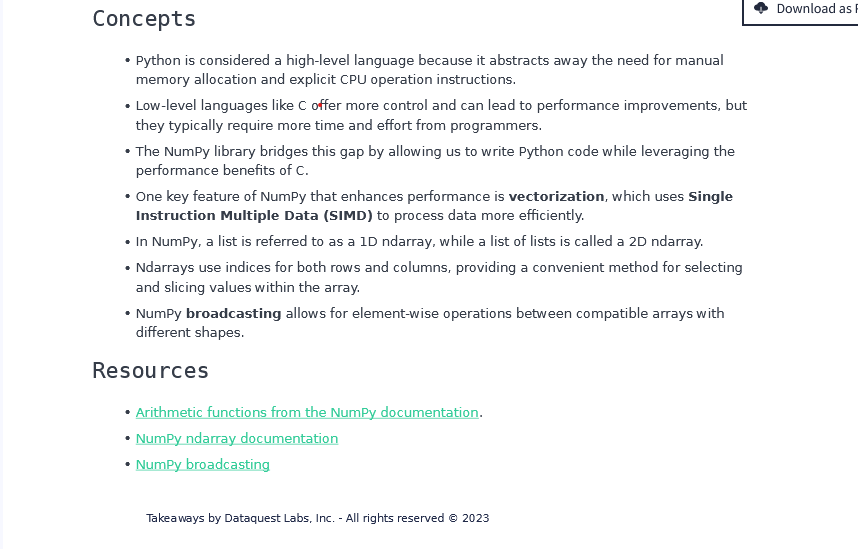 Download as
Concepts
• Python is considered a high-level language because it abstracts away the need for manual
memory allocation and explicit CPU operation instructions.
• Low-level languages like C offer more control and can lead to performance improvements, but
they typically require more time and effort from programmers.
• The NumPy library bridges this gap by allowing us to write Python code while leveraging the
performance benefits of C.
• One key feature of NumPy that enhances performance is vectorization, which uses Single
Instruction Multiple Data (SIMD) to process data more efficiently.
• In NumPy, a list is referred to as a 1D ndarray, while a list of lists is called a 2D ndarray.
• Ndarrays use indices for both rows and columns, providing a convenient method for selecting
and slicing values within the array.
• NumPy broadcasting allows for element-wise operations between compatible arrays with
different shapes.
Resources
• Arithmetic functions from the NumPy documentation.
• NumPy ndarray documentation
• NumPy broadcasting
Takeaways by Dataquest Labs, Inc. - All rights reserved © 2023